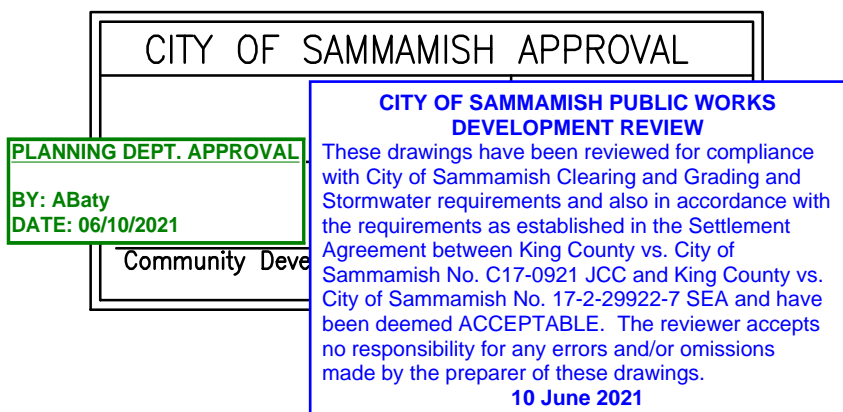 CITY OF SAMMAMISH APPROVAL
PLANNING DEPT. APPROVAL
BY: ABaty
DATE: 06/10/2021
Community Deve
CITY OF SAMMAMISH PUBLIC WORKS
DEVELOPMENT REVIEW
These drawings have been reviewed for compliance
with City of Sammamish Clearing and Grading and
Stormwater requirements and also in accordance with
the requirements as established in the Settlement
Agreement between King County vs. City of
Sammamish No. C17-0921 JCC and King County vs.
City of Sammamish No. 17-2-29922-7 SEA and have
been deemed ACCEPTABLE. The reviewer accepts
no responsibility for any errors and/or omissions
made by the preparer of these drawings.
10 June 2021